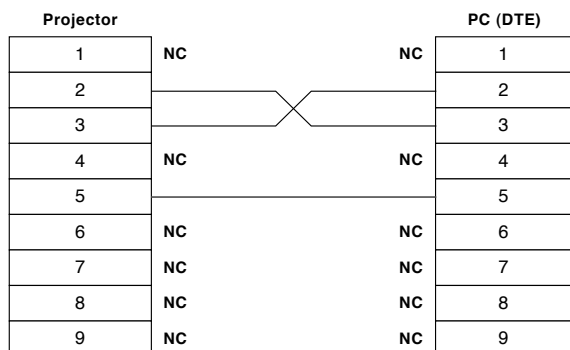 Projector PC (DTE)
1 NC NC 1
2 2
3 3
4 NC NC 4
5 5
6 NC NC 6
7 NC NC 7
8 NC NC 8
9 NC NC 9